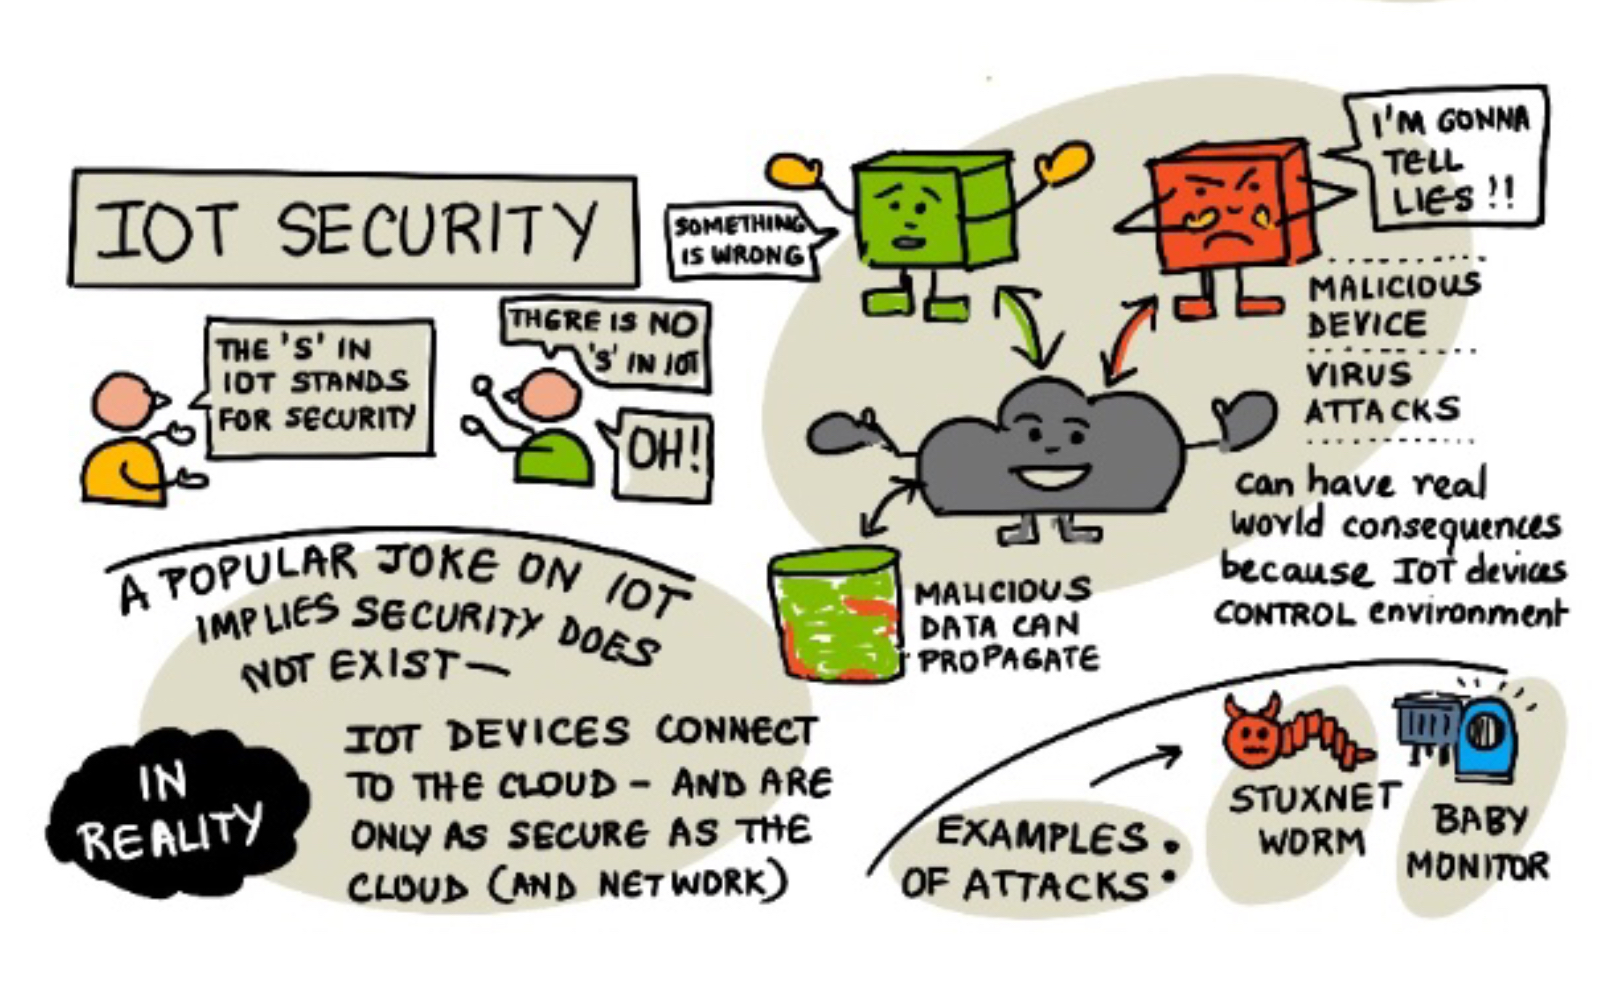 IOT SECURITY
THE 'S' IN
IOT STANDS
FOR SECURITY
THERE IS NO
'S' IN IOT
OH!
A POPULAR JOKE ON IOT
IMPLIES SECURITY DOES
NOT EXIST—
IN
REALITY
IOT DEVICES CONNECT
TO THE CLOUD - AND ARE
ONLY AS SECURE AS THE
CLOUD (AND NETWORK)
SOMETHING
IS WRONG
I'M GONNA
TELL
LIES!!
MALICIOUS
DEVICE
VIRUS
ATTACKS
can have real
world consequences
because IOT devices
CONTROL environment
MALICIOUS
DATA CAN
PROPAGATE
EXAMPLES
OF ATTACKS:
STUXNET
WORM
BABY
MONITOR